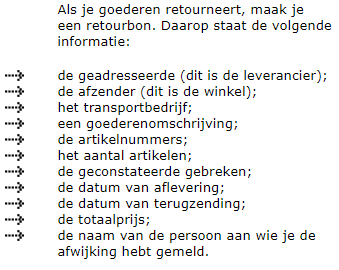 Als je goederen retourneert, maak je
een retourbon. Daarop staat de volgende
informatie:
de geadresseerde (dit is de leverancier);
de afzender (dit is de winkel);
het transportbedrijf;
een goederenomschrijving;
de artikelnummers;
het aantal artikelen;
de geconstateerde gebreken;
de datum van aflevering;
de datum van terugzending;
de totaalprijs;
de naam van de persoon aan wie je de
afwijking hebt gemeld.